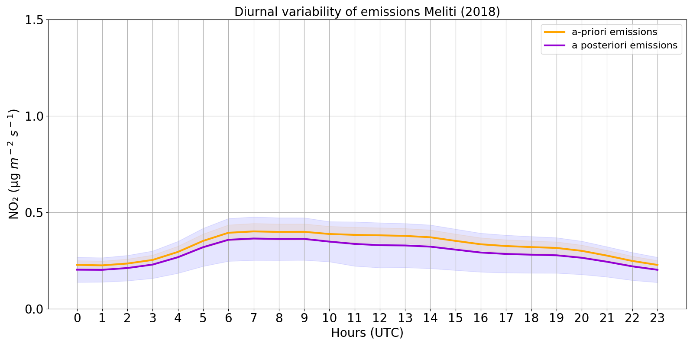 Diurnal variability of emissions Meliti (2018)
a-priori emissions
a posteriori emissions
NO₂ (μg m⁻² s⁻¹)
1.5
1.0
0.5
0.0
0 1 2 3 4 5 6 7 8 9 10 11 12 13 14 15 16 17 18 19 20 21 22 23
Hours (UTC)